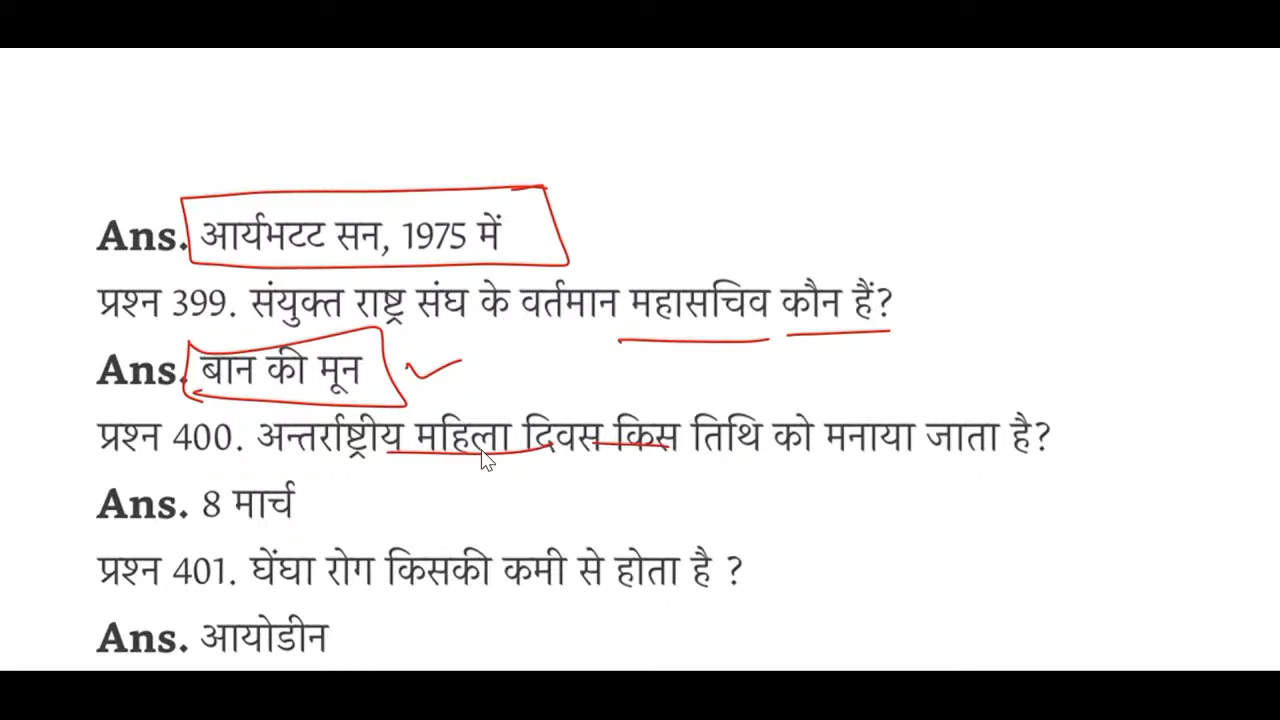 Ans. आर्यभटट सन, 1975 में
प्रश्न 399. संयुक्त राष्ट्र संघ के वर्तमान महासचिव कौन हैं?
Ans. बान की मून
प्रश्न 400. अन्तर्राष्ट्रीय महिला दिवस किस तिथि को मनाया जाता है?
Ans. 8 मार्च
प्रश्न 401. घेंघा रोग किसकी कमी से होता है ?
Ans. आयोडीन